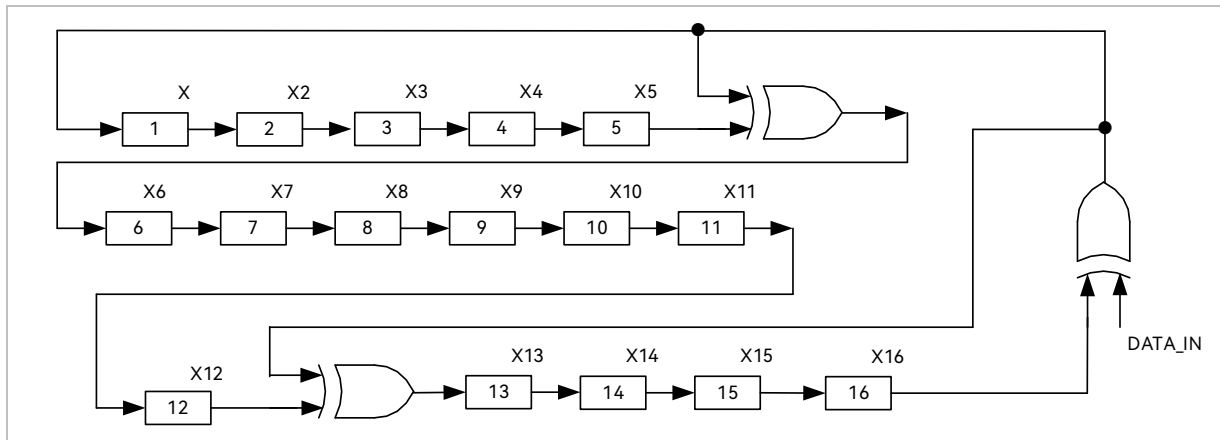 X X2 X3 X4 X5
1 2 3 4 5
X6 X7 X8 X9 X10 X11
6 7 8 9 10 11
DATA_IN
X12 X13 X14 X15 X16
12 13 14 15 16